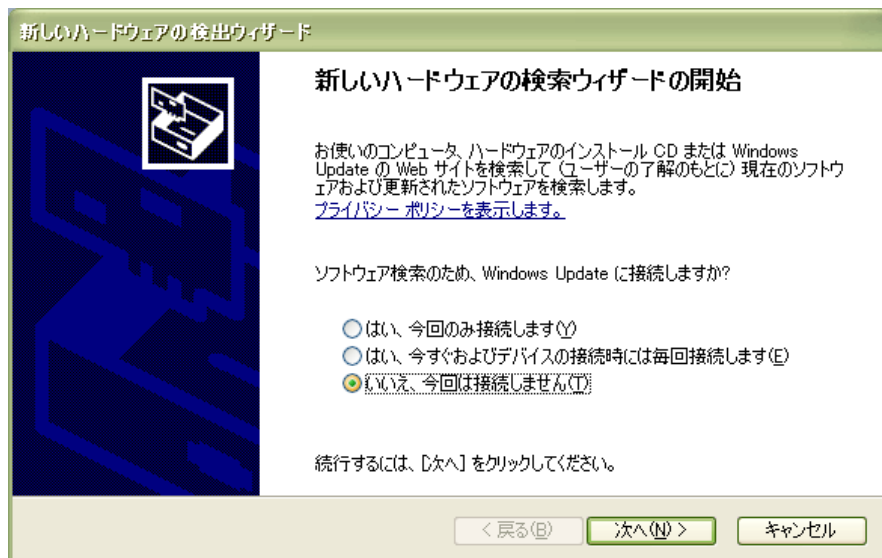 新しいハードウェアの検出ウィザード
新しいハードウェアの検索ウィザードの開始
お使いのコンピュータ、ハードウェアのインストール CD または Windows
Update の Web サイトを検索して (ユーザーの了解のもとに) 現在のソフトウ
ェアおよび更新されたソフトウェアを検索します。
プライバシー ポリシーを表示します。
ソフトウェア検索のため、Windows Update に接続しますか?
はい、今回のみ接続します(Y)
はい、今すぐおよびデバイスの接続時には毎回接続します(E)
いいえ、今回は接続しません(T)
続行するには、[次へ] をクリックしてください。
< 戻る(B)
次へ(N) >
キャンセル